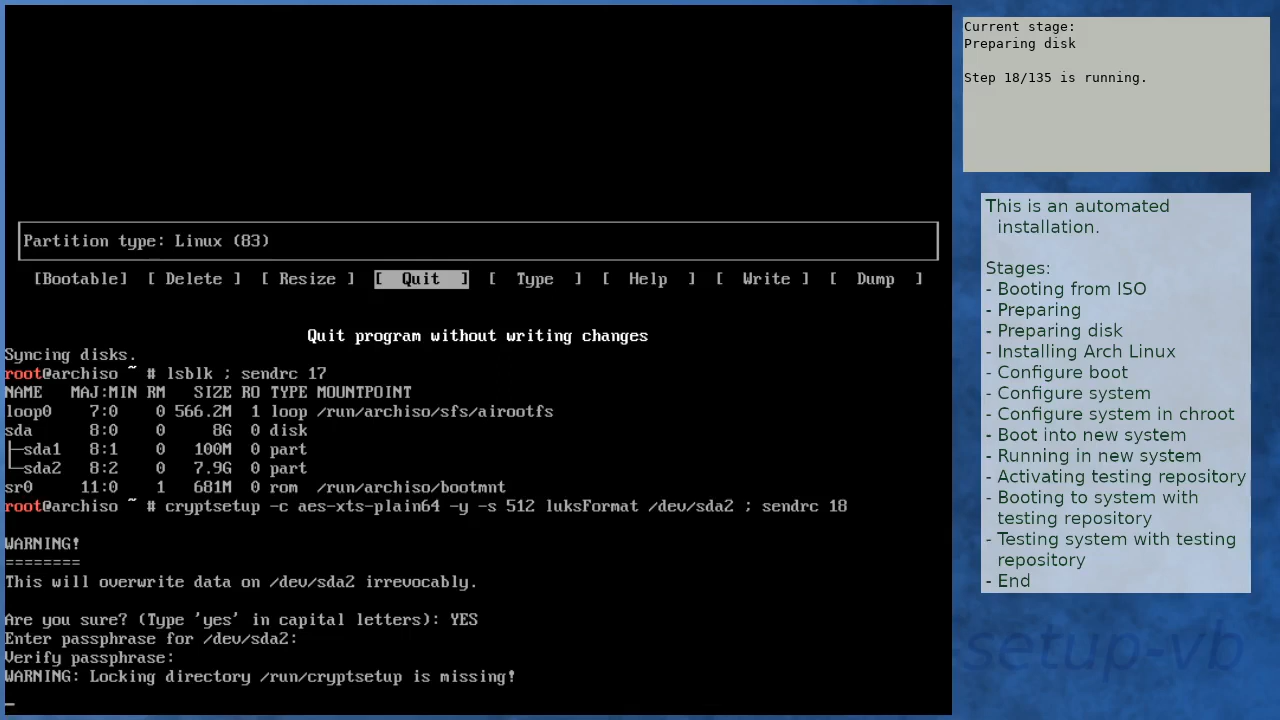 Partition type: Linux (83)
[Bootable] [ Delete ] [ Resize ] [ Quit ] [ Type ] [ Help ] [ Write ] [ Dump ]
Quit program without writing changes
Syncing disks.
root@archiso ~ # lsblk ; sendrc 17
NAME MAJ:MIN RM SIZE RO TYPE MOUNTPOINT
loop0 7:0 0 566.2M 1 loop /run/archiso/sfs/airootfs
sda 8:0 0 8G 0 disk
├─sda1 8:1 0 100M 0 part
└─sda2 8:2 0 7.9G 0 part
sr0 11:0 1 681M 0 rom /run/archiso/bootmnt
root@archiso ~ # cryptsetup -c aes-xts-plain64 -y -s 512 luksFormat /dev/sda2 ; sendrc 18
WARNING!
========
This will overwrite data on /dev/sda2 irrevocably.
Are you sure? (Type 'yes' in capital letters): YES
Enter passphrase for /dev/sda2:
Verify passphrase:
WARNING: Locking directory /run/cryptsetup is missing!
_
Current stage:
Preparing disk
Step 18/135 is running.
This is an automated
installation.
Stages:
- Booting from ISO
- Preparing
- Preparing disk
- Installing Arch Linux
- Configure boot
- Configure system
- Configure system in chroot
- Boot into new system
- Running in new system
- Activating testing repository
- Booting to system with
testing repository
- Testing system with testing
repository
- End
setup-vb